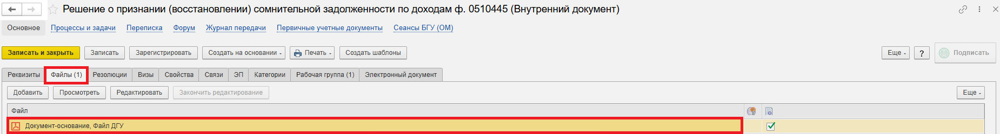 Решение о признании (восстановлении) сомнительной задолженности по доходам ф. 0510445 (Внутренний документ)
Основное Процессы и задачи Переписка Форум Журнал передачи Первичные учетные документы Сеансы БГУ (ОМ)
Записать и закрыть Записать Зарегистрировать Создать на основании Печать Создать шаблоны Еще ? Подписать
Реквизиты Файлы (1) Резолюции Визы Свойства Связи ЭП Категории Рабочая группа (1) Электронный документ
Добавить Просмотреть Редактировать Закончить редактирование Еще
Файл
Документ-основание, Файл ДГУ